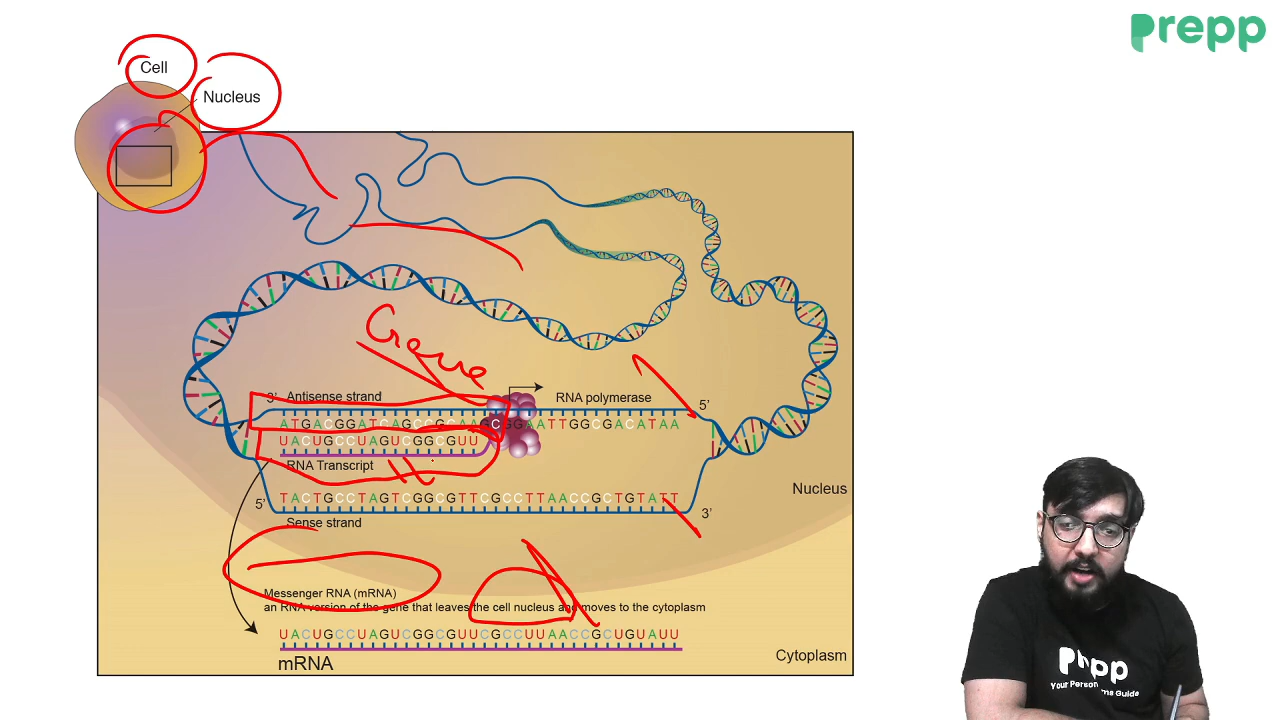 prepp
Cell
Nucleus
Gene
3' Antisense strand
RNA polymerase
5'
ATGACGGATCAGCCGCAAGCGGAATTGGCGACATAA
UACUGCCUAGUCGGCGUU
RNA Transcript
TACTGCCTAGTCGGCGTTCGCCTTAACCGCTGTATT
5'
3'
Sense strand
Nucleus
Messenger RNA (mRNA)
an RNA version of the gene that leaves the cell nucleus and moves to the cytoplasm
UACUGCCUAGUCGGCGUUCGCCUUAACCGCUGUAUU
mRNA
Cytoplasm
prepp